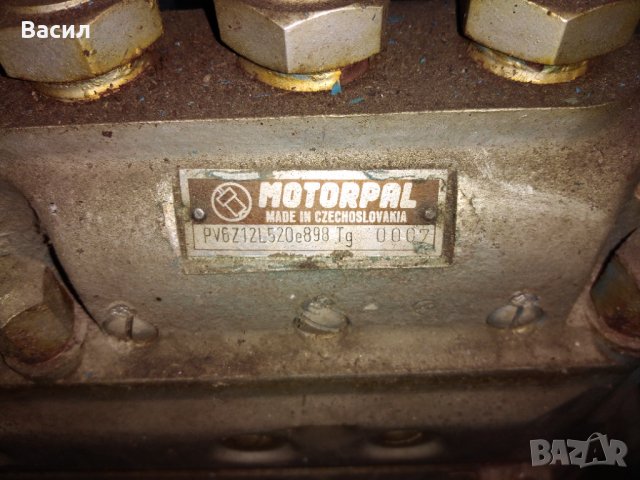 Васил
MOTORPAL
MADE IN CZECHOSLOVAKIA
PV6Z12L520e898 Tg 0007
BAZAR